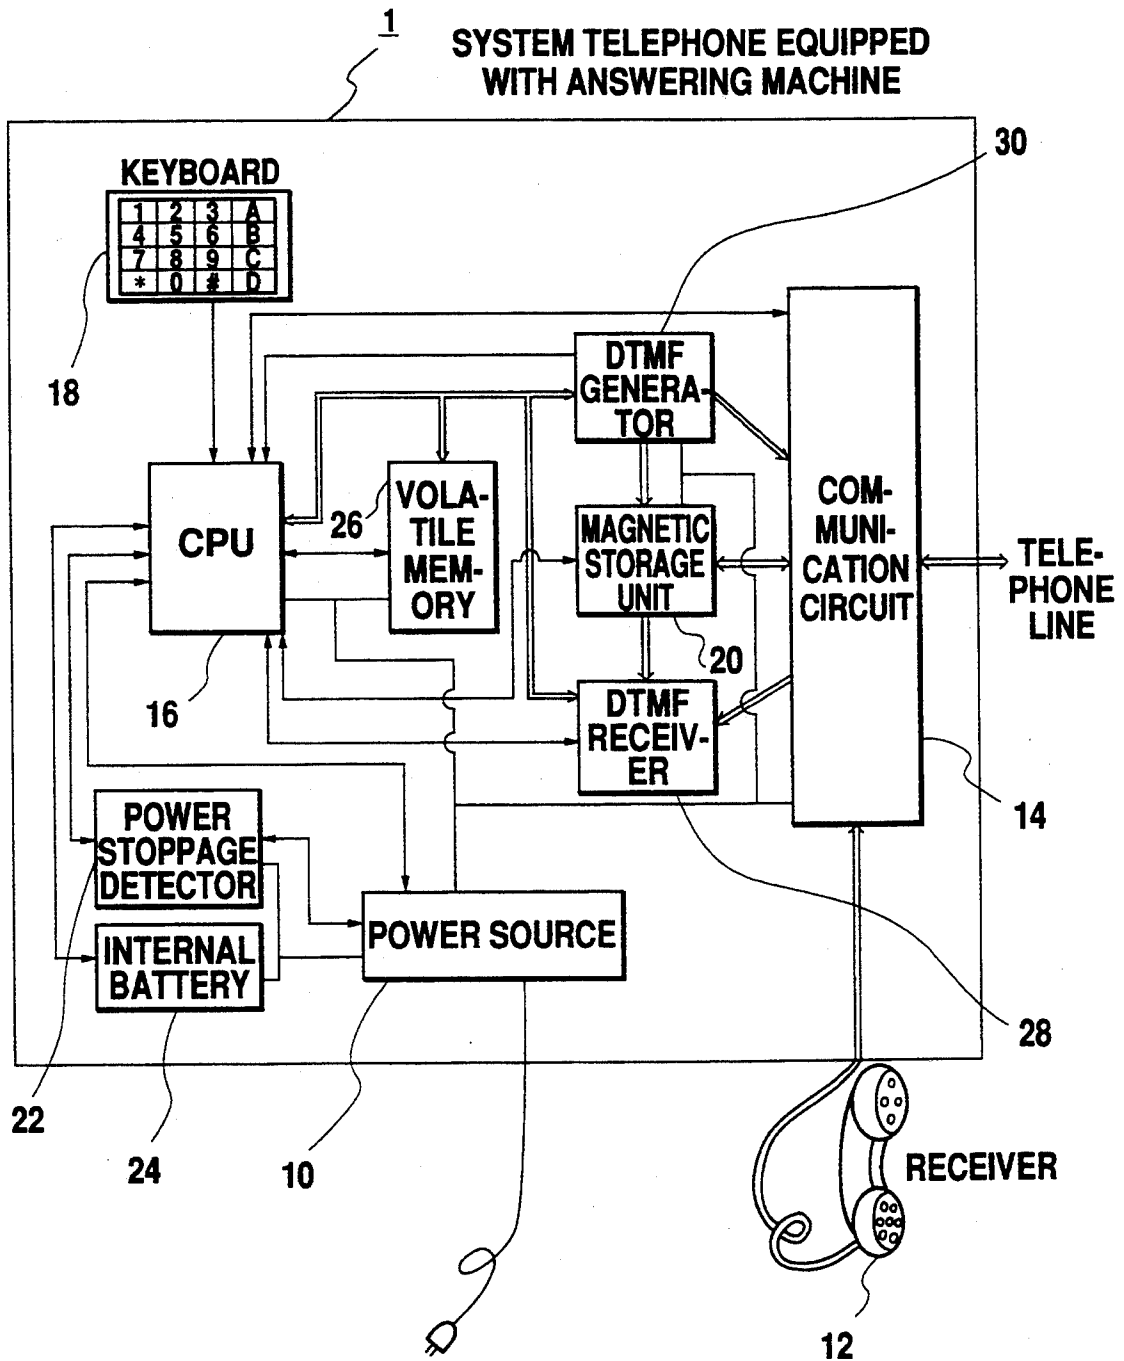 1
SYSTEM TELEPHONE EQUIPPED
WITH ANSWERING MACHINE
30
KEYBOARD
1 2 3 A
4 5 6 B
7 8 9 C
* 0 # D
18
DTMF
GENERA-
TOR
CPU
16
26
VOLA-
TILE
MEM-
ORY
MAGNETIC
STORAGE
UNIT
20
COM-
MUNI-
CATION
CIRCUIT
TELE-
PHONE
LINE
DTMF
RECEIV-
ER
14
POWER
STOPPAGE
DETECTOR
INTERNAL
BATTERY
POWER SOURCE
28
22
24
10
RECEIVER
12